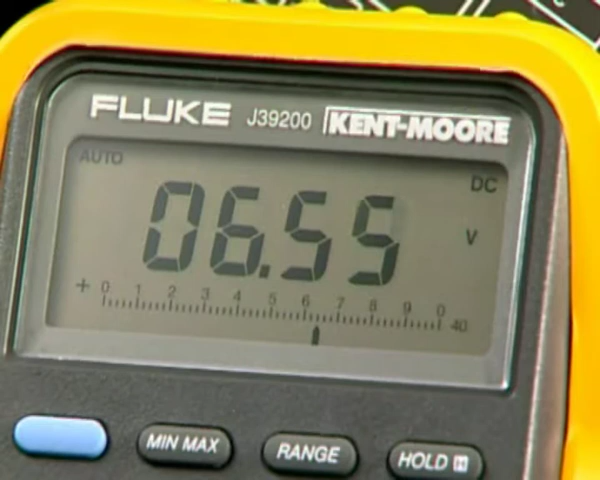 FLUKE J39200 KENT-MOORE
AUTO
DC
06.55 V
+ 0 1 2 3 4 5 6 7 8 9 0 40
MIN MAX RANGE HOLD H